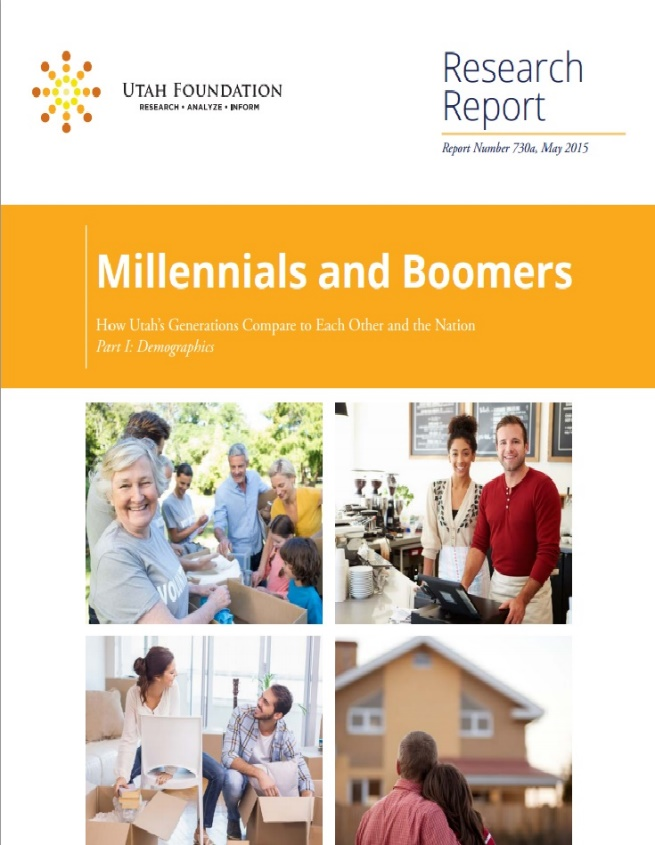 UTAH FOUNDATION
RESEARCH • ANALYZE • INFORM
Research
Report
Report Number 730a, May 2015
Millennials and Boomers
How Utah's Generations Compare to Each Other and the Nation
Part I: Demographics
VOLUN